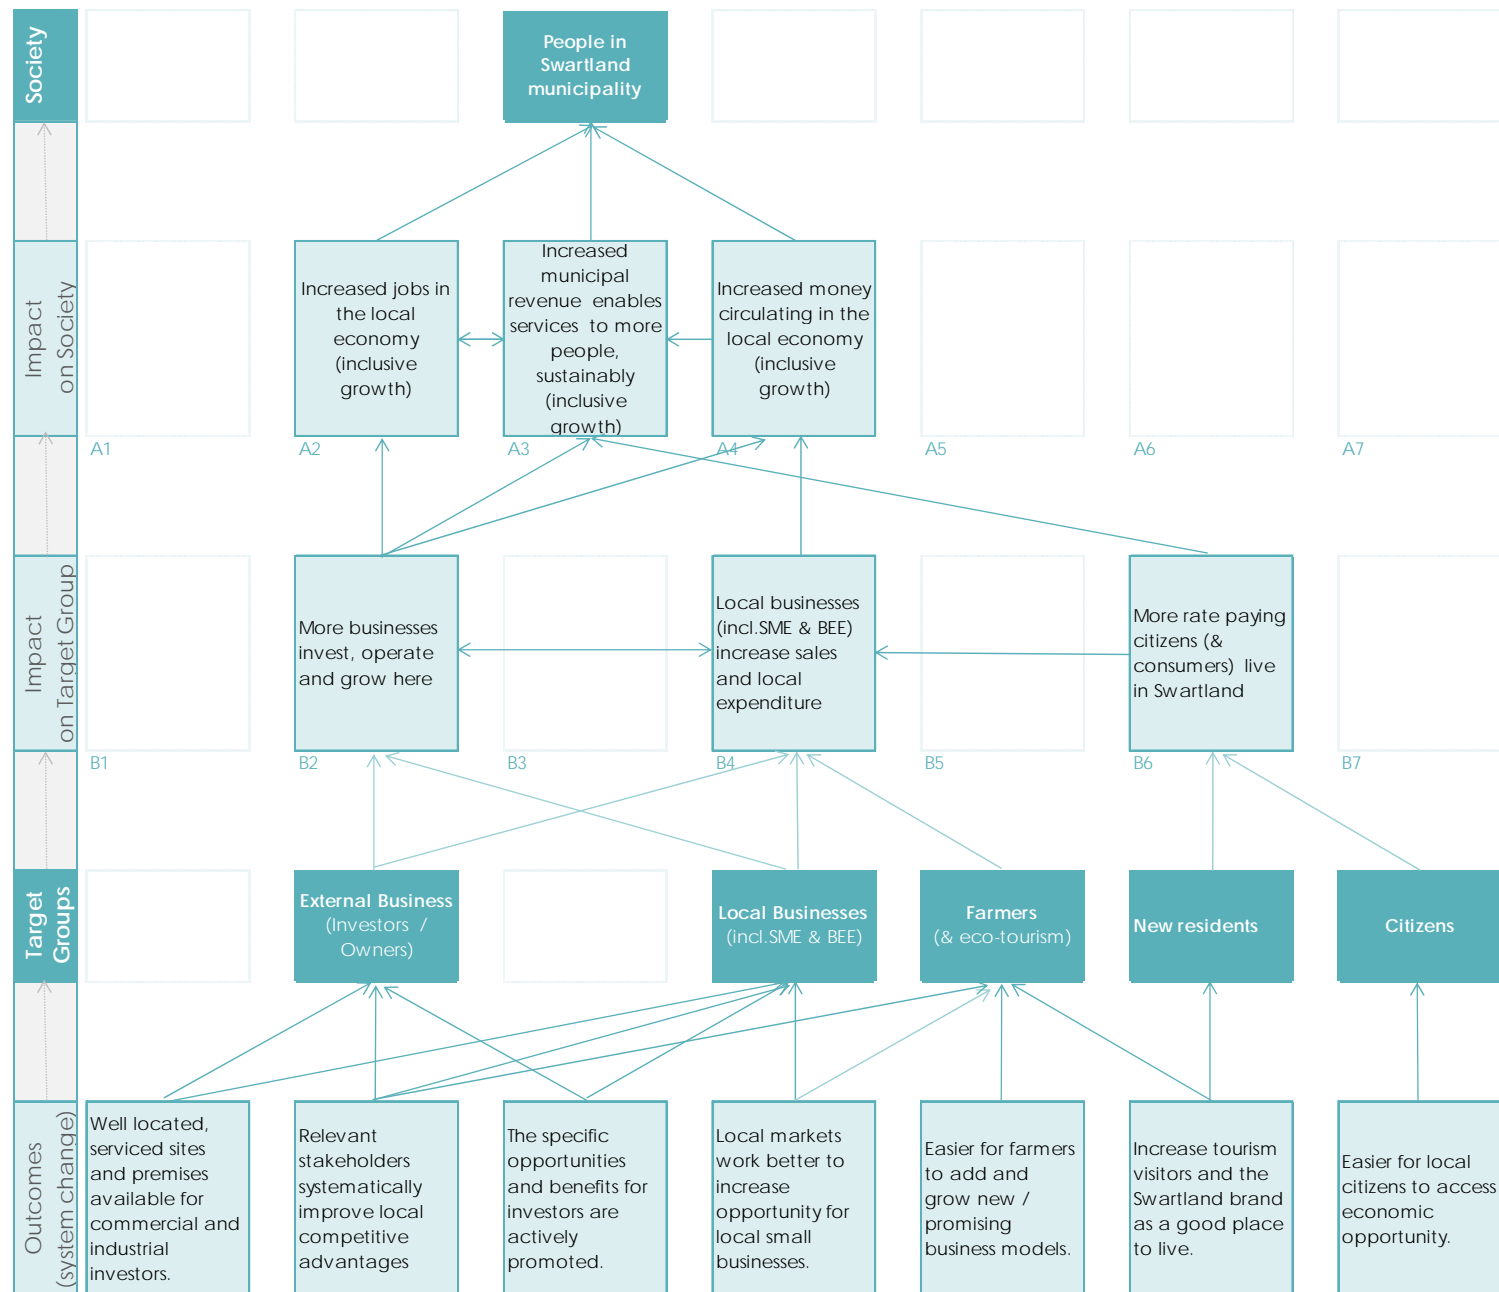 Society
People in
Swartland
municipality
Impact
on Society
Increased jobs in
the local
economy
(inclusive
growth)
Increased
municipal
revenue enables
services to more
people,
sustainably
(inclusive
growth)
Increased money
circulating in the
local economy
(inclusive
growth)
A1
A2
A3
A4
A5
A6
A7
Impact
on Target Group
More businesses
invest, operate
and grow here
Local businesses
(incl.SME & BEE)
increase sales
and local
expenditure
More rate paying
citizens (&
consumers) live
in Swartland
B1
B2
B3
B4
B5
B6
B7
Target
Groups
External Business
(Investors /
Owners)
Local Businesses
(incl.SME & BEE)
Farmers
(& eco-tourism)
New residents
Citizens
Outcomes
(system change)
Well located,
serviced sites
and premises
available for
commercial and
industrial
investors.
Relevant
stakeholders
systematically
improve local
competitive
advantages
The specific
opportunities
and benefits for
investors are
actively
promoted.
Local markets
work better to
increase
opportunity for
local small
businesses.
Easier for farmers
to add and
grow new /
promising
business models.
Increase tourism
visitors and the
Swartland brand
as a good place
to live.
Easier for local
citizens to access
economic
opportunity.